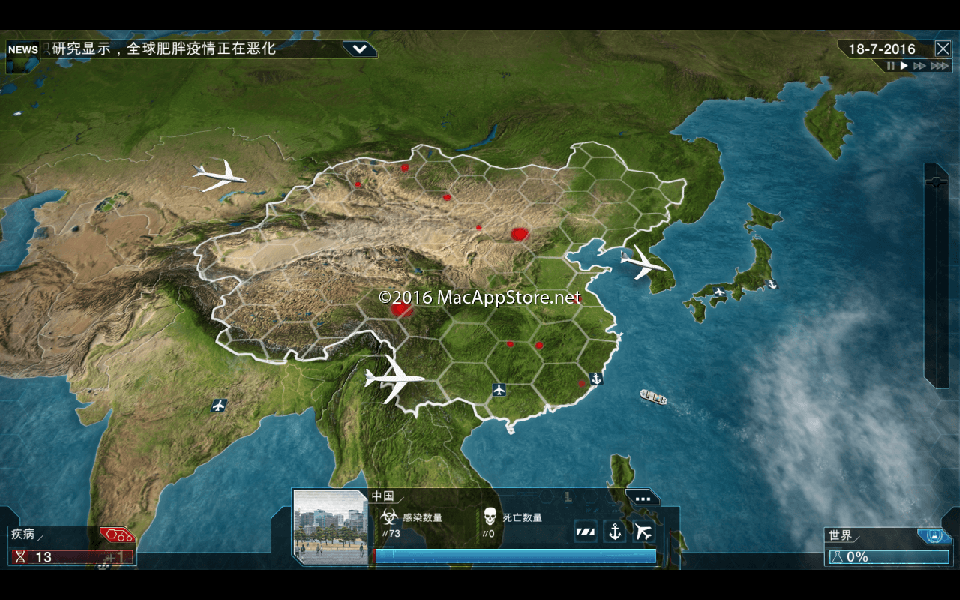 NEWS 研究显示，全球肥胖疫情正在恶化
18-7-2016
©2016 MacAppStore.net
中国
感染数量
73
死亡数量
0
疾病
13
+1
世界
0%